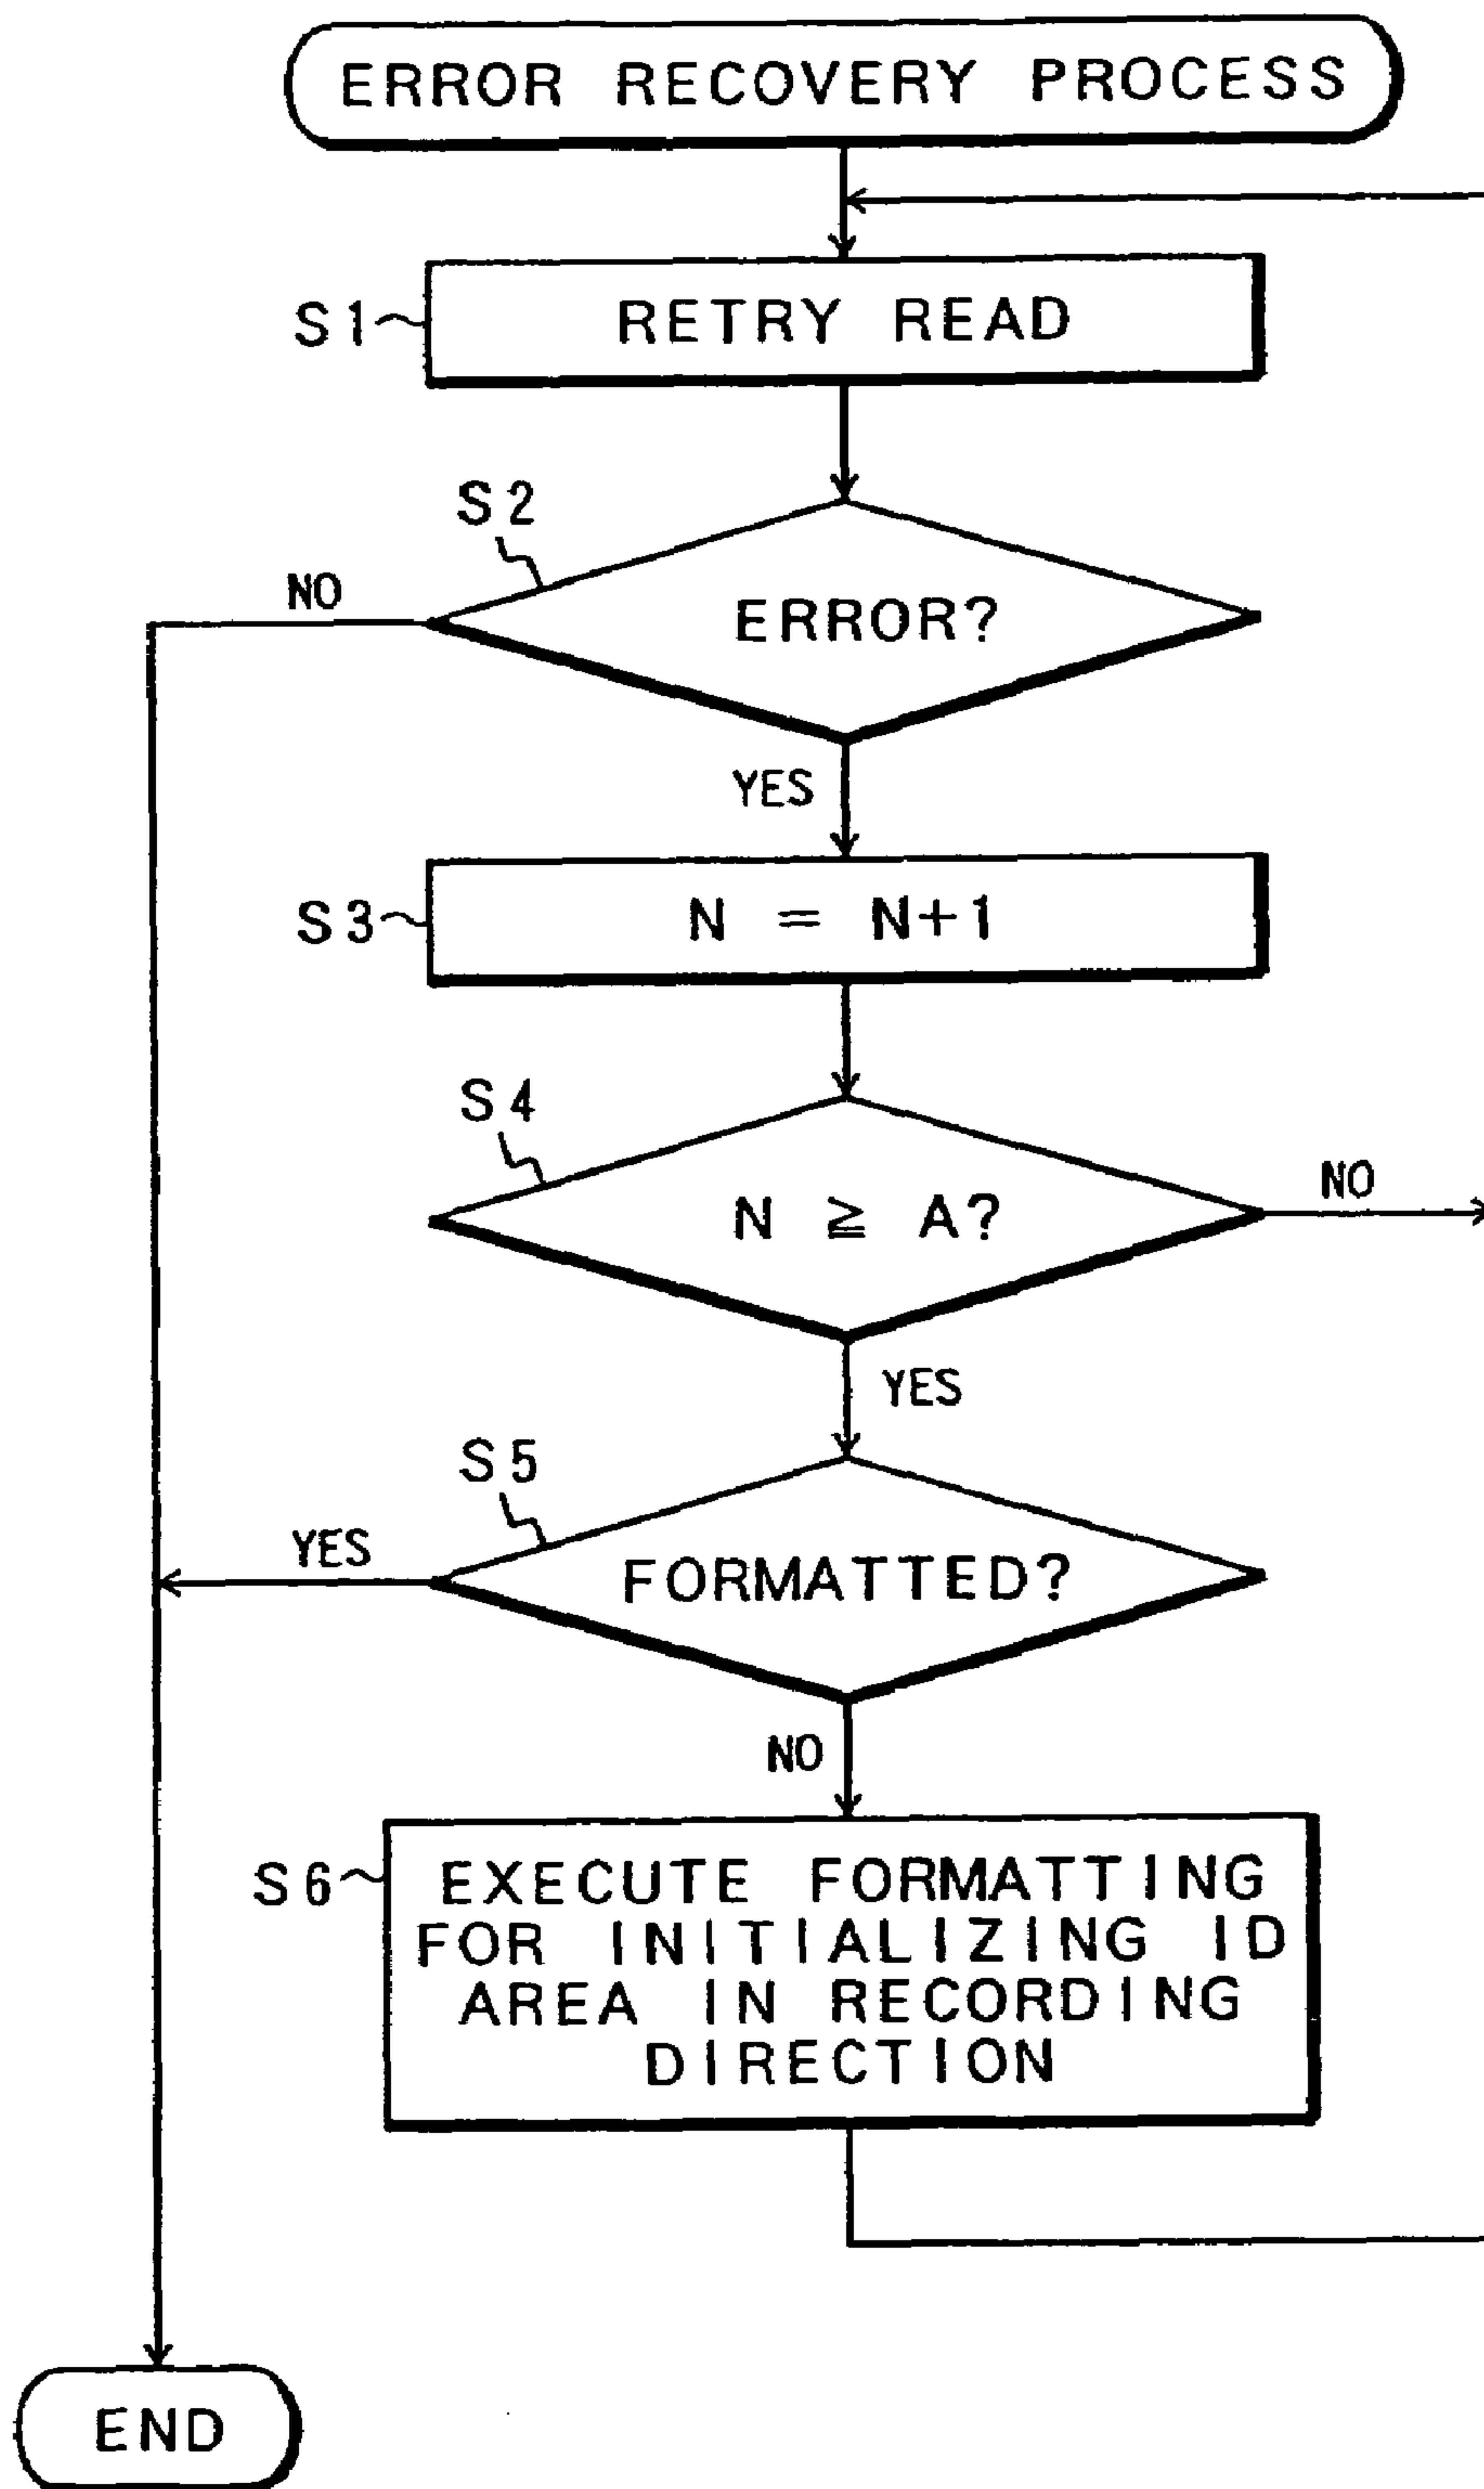 ERROR RECOVERY PROCESS
S1
RETRY READ
S2
NO
ERROR?
YES
S3
N = N+1
S4
N ≧ A?
NO
YES
S5
YES
FORMATTED?
NO
S6
EXECUTE FORMATTING
FOR INITIALIZING ID
AREA IN RECORDING
DIRECTION
END